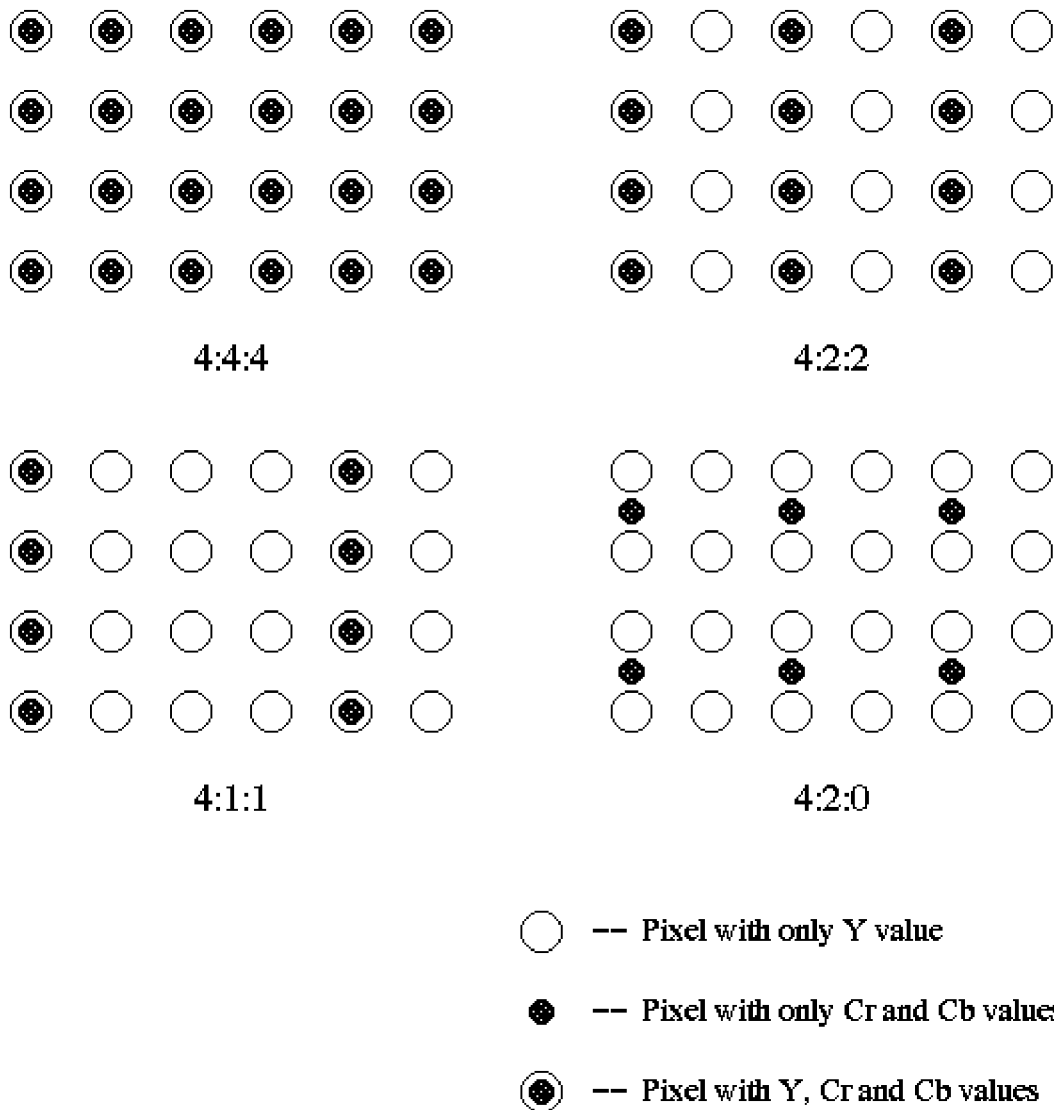 4:4:4
4:2:2
4:1:1
4:2:0
-- Pixel with only Y value
-- Pixel with only Cr and Cb values
-- Pixel with Y, Cr and Cb values